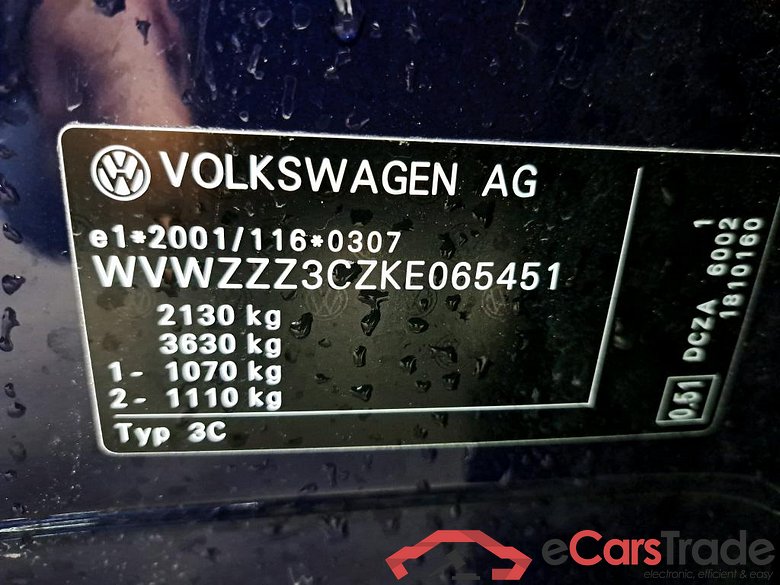 VOLKSWAGEN AG
e1*2001/116*0307
WVWZZZ3CZKE065451
2130 kg
3630 kg
1- 1070 kg
2- 1110 kg
Typ 3C
0.51
DCZA 6002 1
1810160
eCarsTrade
electronic, efficient & easy